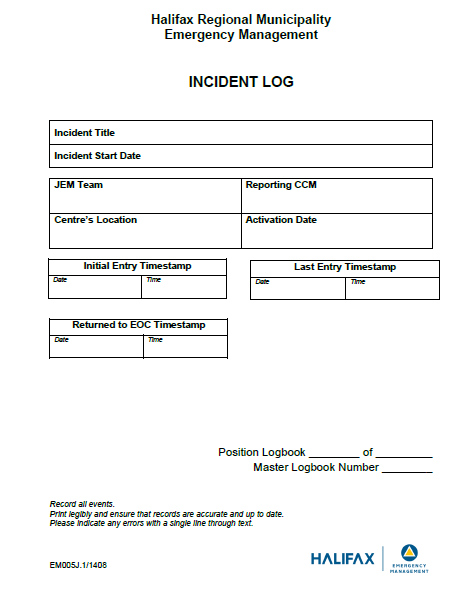 Halifax Regional Municipality
Emergency Management
INCIDENT LOG
Incident Title
Incident Start Date
JEM Team Reporting CCM
Centre's Location Activation Date
Initial Entry Timestamp Last Entry Timestamp
Date Time Date Time
Returned to EOC Timestamp
Date Time
Position Logbook ________ of _________
Master Logbook Number ________
Record all events.
Print legibly and ensure that records are accurate and up to date.
Please indicate any errors with a single line through text.
EM005J.1/1408
HALIFAX
EMERGENCY
MANAGEMENT